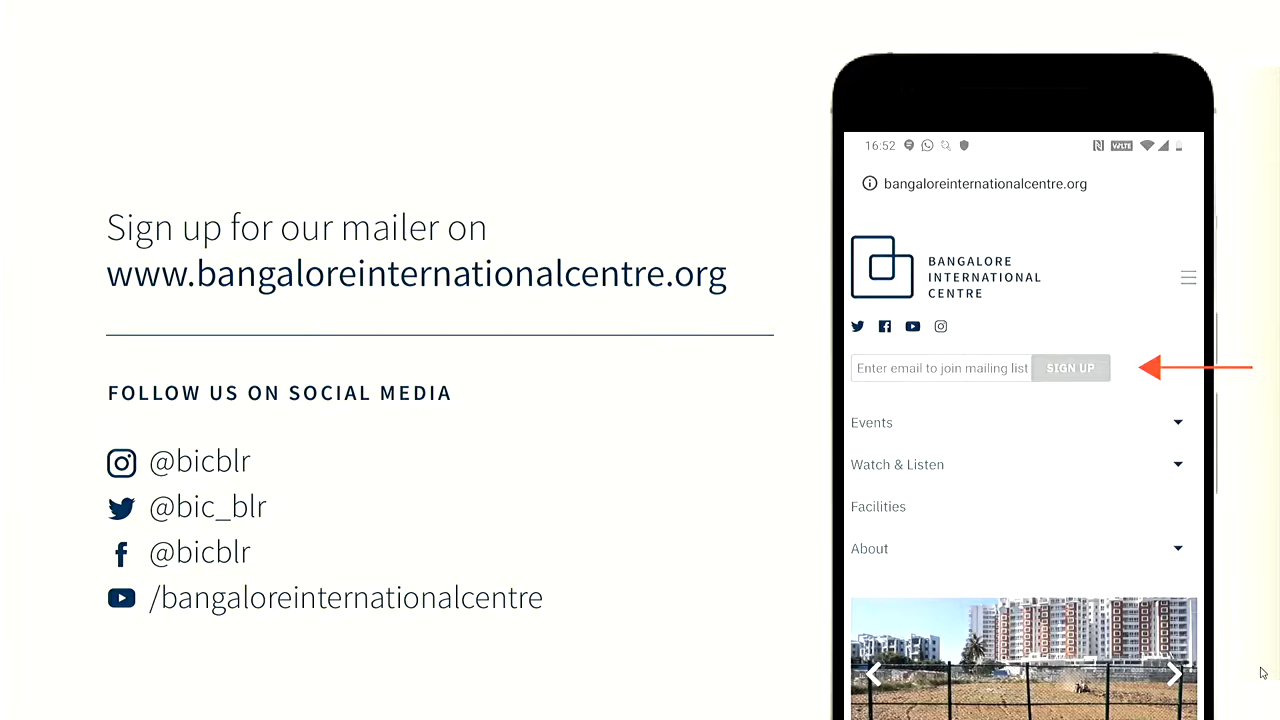 Sign up for our mailer on
www.bangaloreinternationalcentre.org
FOLLOW US ON SOCIAL MEDIA
@bicblr
@bic_blr
@bicblr
/bangaloreinternationalcentre
16:52
VoLTE
bangaloreinternationalcentre.org
BANGALORE
INTERNATIONAL
CENTRE
Enter email to join mailing list
SIGN UP
Events
Watch & Listen
Facilities
About